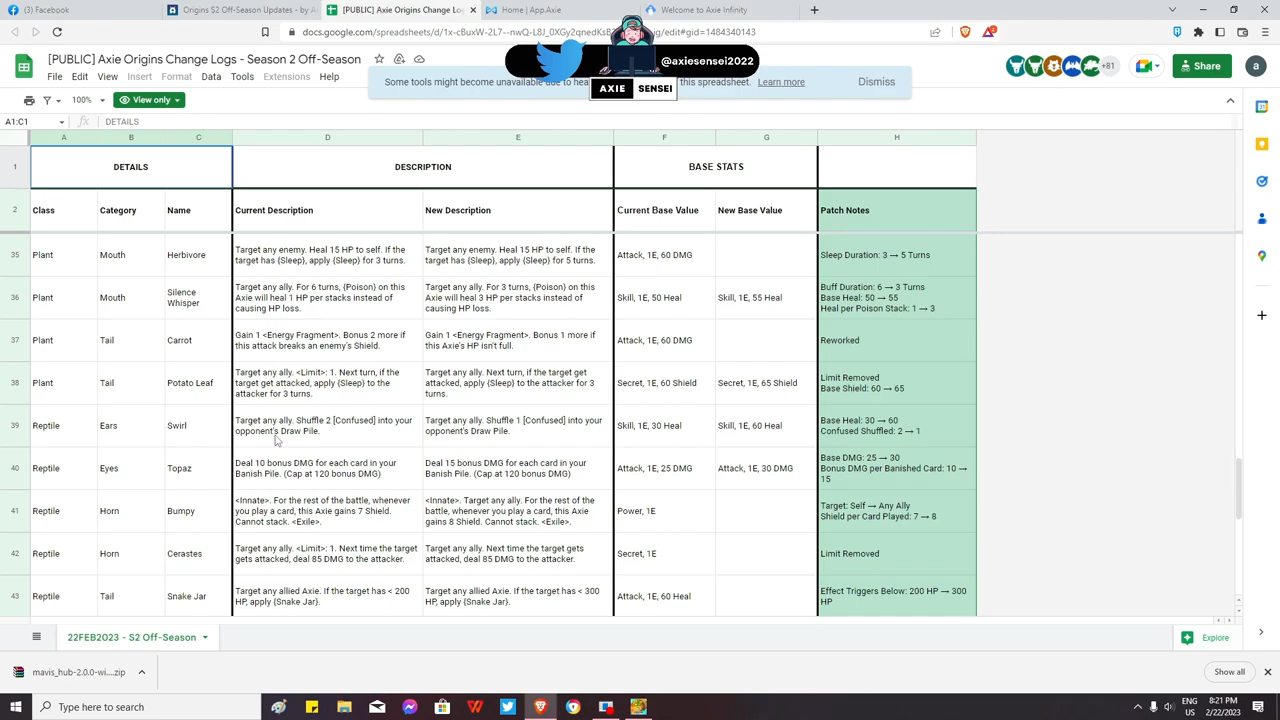 Facebook
Origins S2 Off-Season Updates - by A
[PUBLIC] Axie Origins Change Log
Home | App.Axie
Welcome to Axie Infinity
docs.google.com/spreadsheets/d/1x-cBuxW-2L7--nwQ-L8J_0XGy2qnedKsB
/edit#gid=1484340143
[PUBLIC] Axie Origins Change Logs - Season 2 Off-Season
@axiesensei2022
+81
Share
a
File Edit View Insert Format Data Tools Extensions Help
Some tools might become unavailable due to hea
this spreadsheet. Learn more
Dismiss
AXIE SENSEI
100%
View only
A1:C1
fx DETAILS
A B C D E F G H
1 DETAILS DESCRIPTION BASE STATS
2 Class Category Name Current Description New Description Current Base Value New Base Value Patch Notes
35 Plant Mouth Herbivore
Target any enemy. Heal 15 HP to self. If the
target has {Sleep}, apply {Sleep} for 3 turns.
Target any enemy. Heal 15 HP to self. If the
target has {Sleep}, apply {Sleep} for 5 turns.
Attack, 1E, 60 DMG
Sleep Duration: 3 → 5 Turns
36 Plant Mouth
Silence
Whisper
Target any ally. For 6 turns, {Poison} on this
Axie will heal 1 HP per stacks instead of
causing HP loss.
Target any ally. For 3 turns, {Poison} on this
Axie will heal 3 HP per stacks instead of
causing HP loss.
Skill, 1E, 50 Heal
Skill, 1E, 55 Heal
Buff Duration: 6 → 3 Turns
Base Heal: 50 → 55
Heal per Poison Stack: 1 → 3
37 Plant Tail Carrot
Gain 1 <Energy Fragment>. Bonus 2 more if
this attack breaks an enemy's Shield.
Gain 1 <Energy Fragment>. Bonus 1 more if
this Axie's HP isn't full.
Attack, 1E, 60 DMG
Reworked
38 Plant Tail Potato Leaf
Target any ally. <Limit>: 1. Next turn, if the
target get attacked, apply {Sleep} to the
attacker for 3 turns.
Target any ally. Next turn, if the target get
attacked, apply {Sleep} to the attacker for 3
turns.
Secret, 1E, 60 Shield
Secret, 1E, 65 Shield
Limit Removed
Base Shield: 60 → 65
39 Reptile Ears Swirl
Target any ally. Shuffle 2 [Confused] into your
opponent's Draw Pile.
Target any ally. Shuffle 1 [Confused] into your
opponent's Draw Pile.
Skill, 1E, 30 Heal
Skill, 1E, 60 Heal
Base Heal: 30 → 60
Confused Shuffled: 2 → 1
40 Reptile Eyes Topaz
Deal 10 bonus DMG for each card in your
Banish Pile. (Cap at 120 bonus DMG)
Deal 15 bonus DMG for each card in your
Banish Pile. (Cap at 120 bonus DMG)
Attack, 1E, 25 DMG
Attack, 1E, 30 DMG
Base DMG: 25 → 30
Bonus DMG per Banished Card: 10 →
15
41 Reptile Horn Bumpy
<Innate>. For the rest of the battle, whenever
you play a card, this Axie gains 7 Shield.
Cannot stack. <Exile>.
<Innate>. Target any ally. For the rest of the
battle, whenever you play a card, this Axie
gains 8 Shield. Cannot stack. <Exile>.
Power, 1E
Target: Self → Any Ally
Shield per Card Played: 7 → 8
42 Reptile Horn Cerastes
Target any ally. <Limit>: 1. Next time the target
gets attacked, deal 85 DMG to the attacker.
Target any ally. Next time the target gets
attacked, deal 85 DMG to the attacker.
Secret, 1E
Limit Removed
43 Reptile Tail Snake Jar
Target any allied Axie. If the target has < 200
HP, apply {Snake Jar}.
Target any allied Axie. If the target has < 300
HP, apply {Snake Jar}.
Attack, 1E, 60 Heal
Effect Triggers Below: 200 HP → 300
HP
22FEB2023 - S2 Off-Season
Explore
mavis_hub-2.0.0-wi....zip
Show all
Type here to search
ENG
US
8:21 PM
2/22/2023